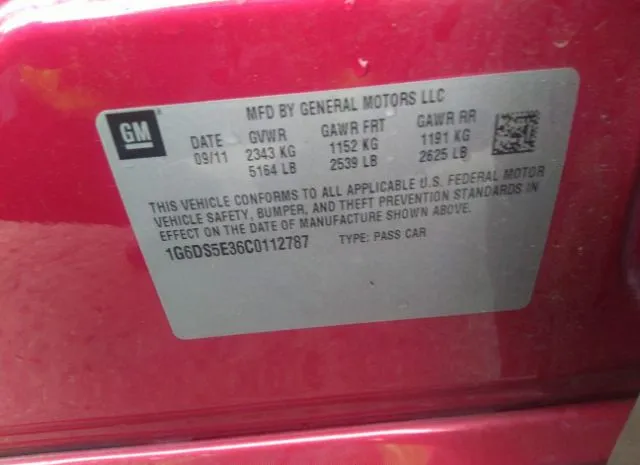 MFD BY GENERAL MOTORS LLC
GM
DATE GVWR GAWR FRT GAWR RR
09/11 2343 KG 1152 KG 1191 KG
5164 LB 2539 LB 2625 LB
THIS VEHICLE CONFORMS TO ALL APPLICABLE U.S. FEDERAL MOTOR
VEHICLE SAFETY, BUMPER, AND THEFT PREVENTION STANDARDS IN
EFFECT ON THE DATE OF MANUFACTURE SHOWN ABOVE.
1G6DS5E36C0112787 TYPE: PASS CAR